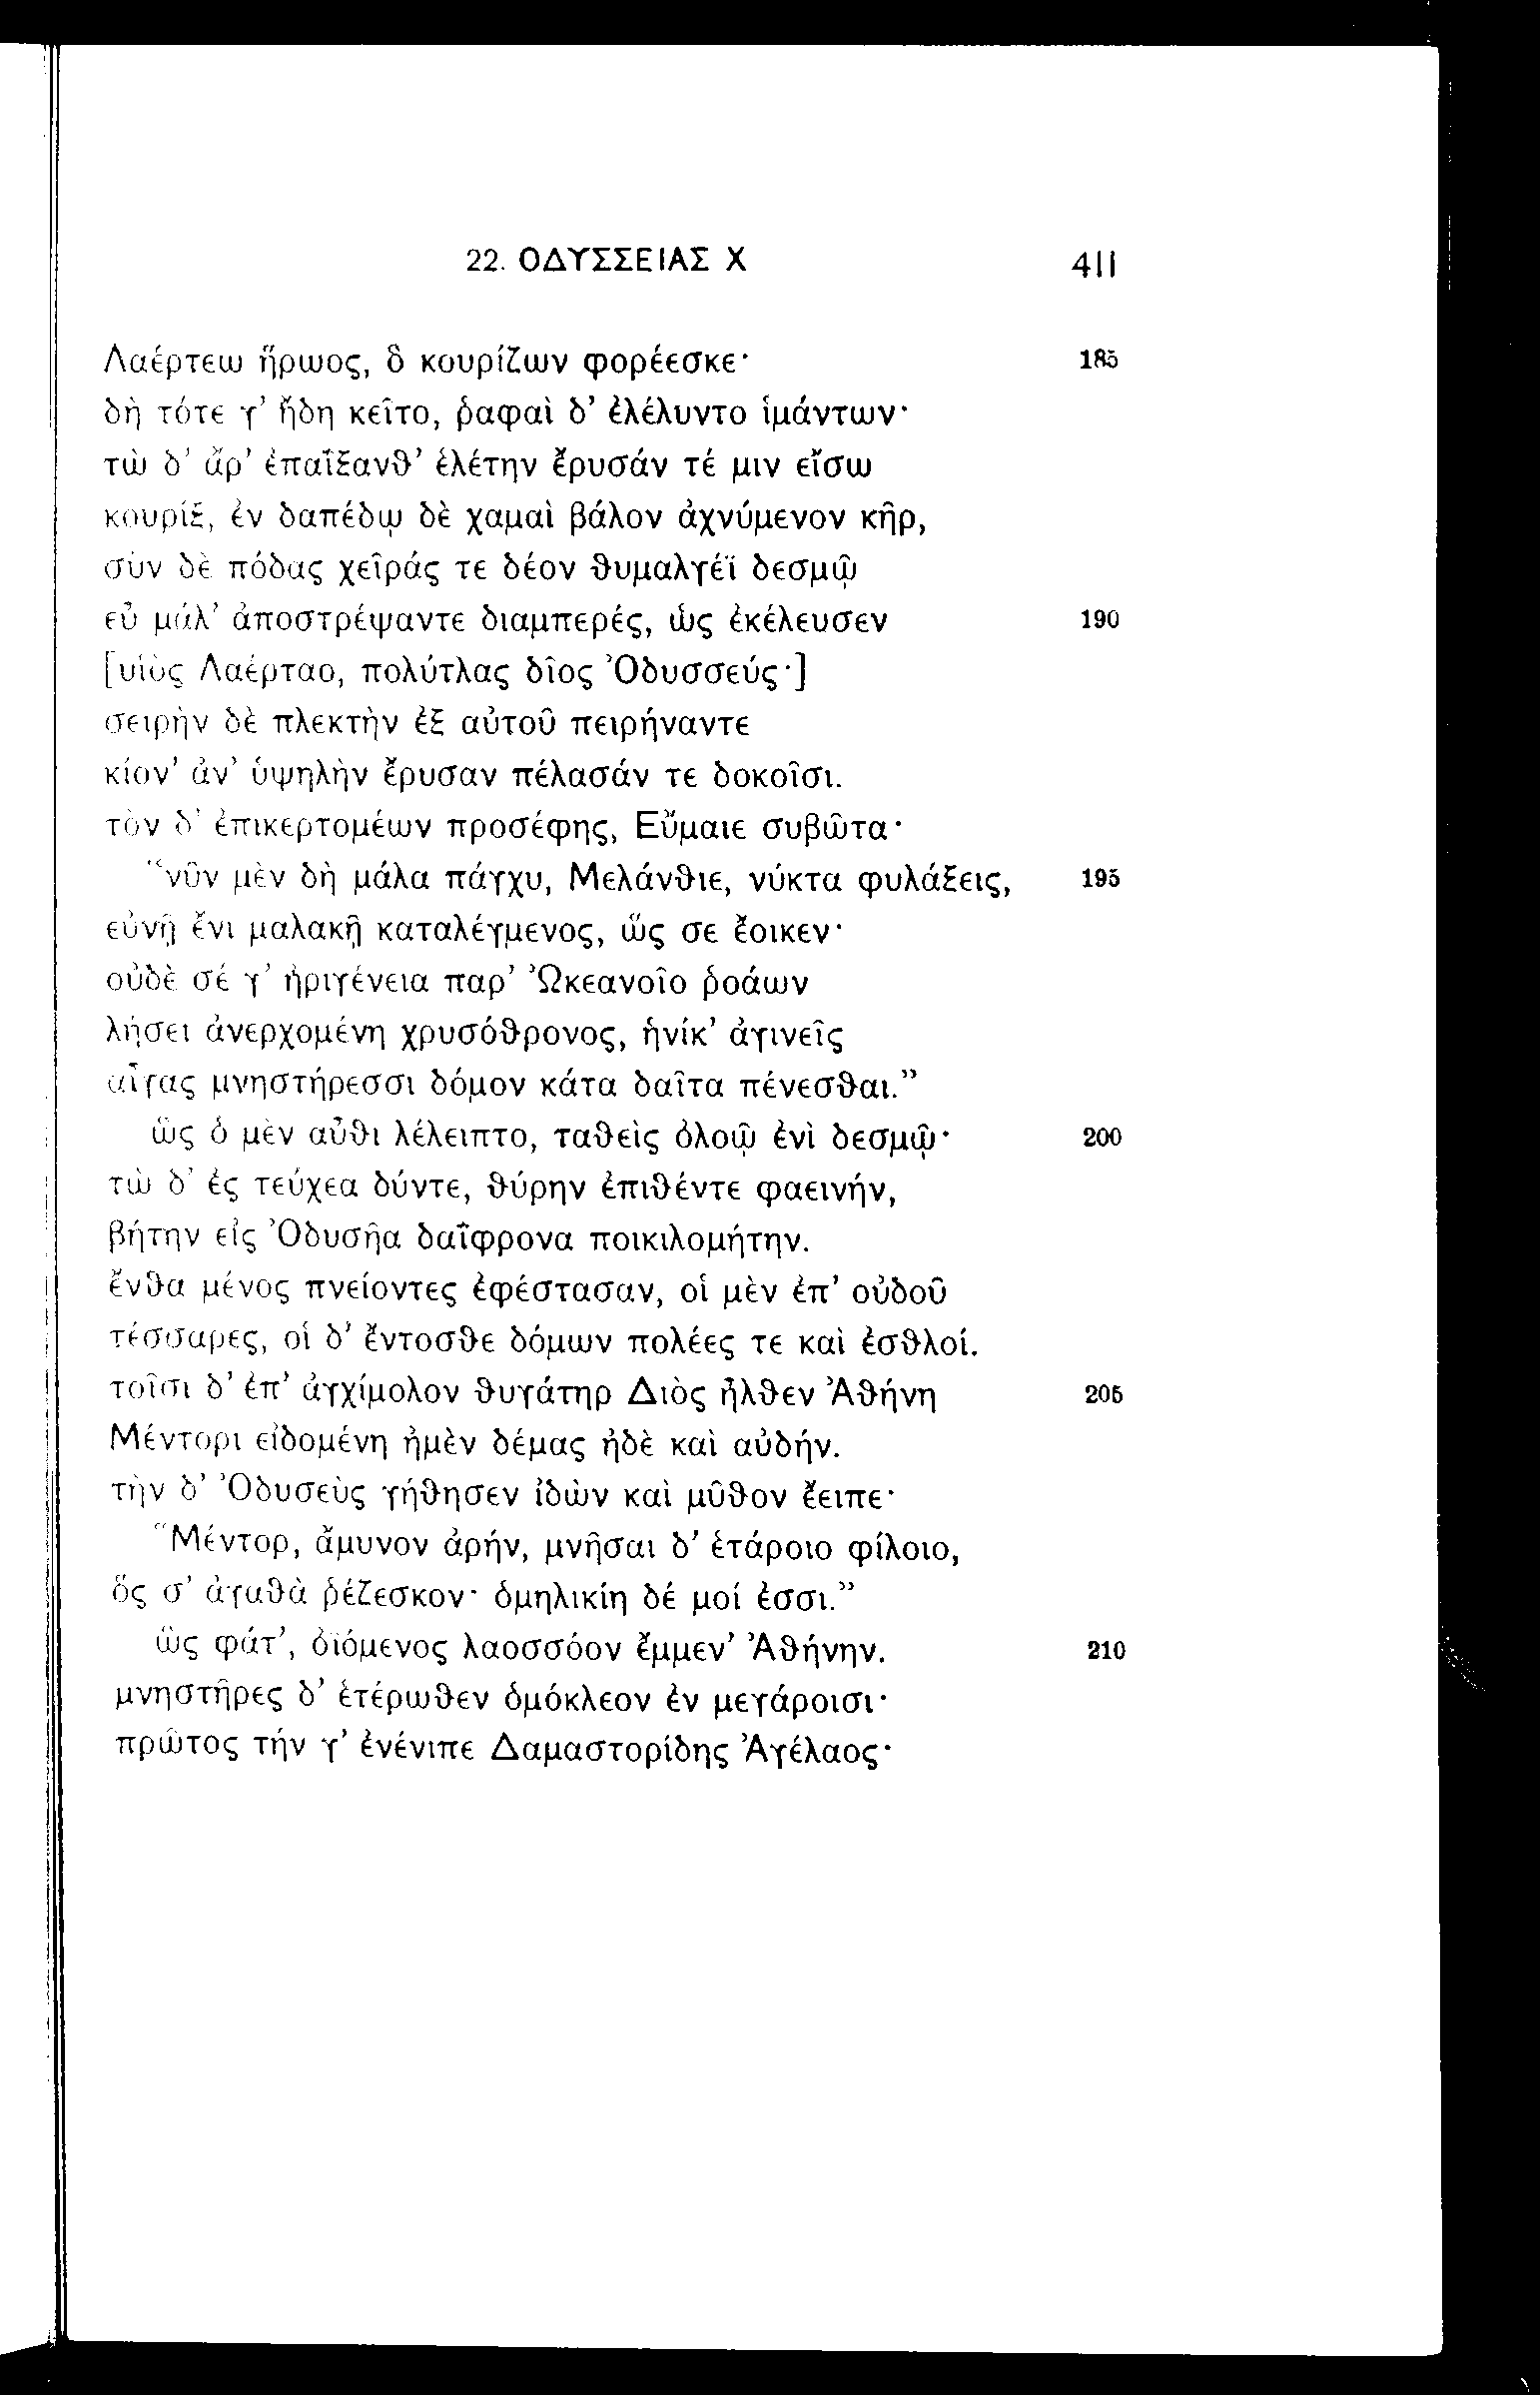 22. ΟΔΥΣΣΕΙΑΣ Χ 411
Λαέρτεω ἥρωος, ὃ κουρίζων φορέεσκε· 185
δὴ τότε γ’ ἤδη κεῖτο, ῥαφαὶ δ’ ἐλέλυντο ἱμάντων·
τὼ δ’ ἄρ’ ἐπαΐξανθ’ ἑλέτην ἔρυσάν τέ μιν εἴσω
κουρίξ, ἐν δαπέδῳ δὲ χαμαὶ βάλον ἀχνύμενον κῆρ,
σὺν δὲ πόδας χεῖράς τε δέον θυμαλγέϊ δεσμῷ
εὖ μάλ’ ἀποστρέψαντε διαμπερές, ὡς ἐκέλευσεν 190
[υἱὸς Λαέρταο, πολύτλας δῖος Ὀδυσσεύς·]
σειρὴν δὲ πλεκτὴν ἐξ αὐτοῦ πειρήναντε
κίον’ ἀν’ ὑψηλὴν ἔρυσαν πέλασάν τε δοκοῖσι.
τὸν δ’ ἐπικερτομέων προσέφης, Εὔμαιε συβῶτα·
“νῦν μὲν δὴ μάλα πάγχυ, Μελάνθιε, νύκτα φυλάξεις, 195
εὐνῇ ἔνι μαλακῇ καταλέγμενος, ὥς σε ἔοικεν·
οὐδὲ σέ γ’ ἠριγένεια παρ’ Ὠκεανοῖο ῥοάων
λήσει ἀνερχομένη χρυσόθρονος, ἡνίκ’ ἀγινεῖς
αἶγας μνηστήρεσσι δόμον κάτα δαῖτα πένεσθαι.”
ὣς ὁ μὲν αὖθι λέλειπτο, ταθεὶς ὀλοῷ ἐνὶ δεσμῷ· 200
τὼ δ’ ἐς τεύχεα δύντε, θύρην ἐπιθέντε φαεινήν,
βήτην εἰς Ὀδυσῆα δαΐφρονα ποικιλομήτην.
ἔνθα μένος πνείοντες ἐφέστασαν, οἱ μὲν ἐπ’ οὐδοῦ
τέσσαρες, οἱ δ’ ἔντοσθε δόμων πολέες τε καὶ ἐσθλοί.
τοῖσι δ’ ἐπ’ ἀγχίμολον θυγάτηρ Διὸς ἦλθεν Ἀθήνη 205
Μέντορι εἰδομένη ἠμὲν δέμας ἠδὲ καὶ αὐδήν.
τὴν δ’ Ὀδυσεὺς γήθησεν ἰδὼν καὶ μῦθον ἔειπε·
“Μέντορ, ἄμυνον ἀρήν, μνῆσαι δ’ ἑτάροιο φίλοιο,
ὅς σ’ ἀγαθὰ ῥέζεσκον· ὁμηλικίη δέ μοί ἐσσι.”
ὣς φάτ’, ὀϊόμενος λαοσσόον ἔμμεν’ Ἀθήνην. 210
μνηστῆρες δ’ ἑτέρωθεν ὁμόκλεον ἐν μεγάροισι·
πρῶτος τήν γ’ ἐνένιπε Δαμαστορίδης Ἀγέλαος·